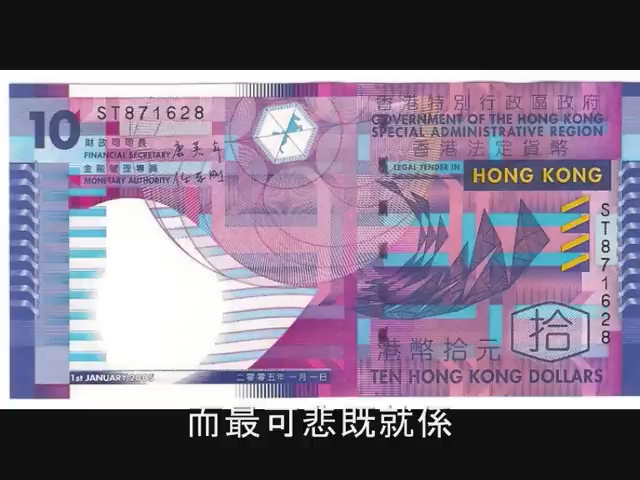 香港特別行政區政府
GOVERNMENT OF THE HONG KONG
SPECIAL ADMINISTRATIVE REGION
香港法定貨幣
LEGAL TENDER IN
HONG KONG
10
ST871628
財政司司長
FINANCIAL SECRETARY
金融管理專員
MONETARY AUTHORITY
ST871628
拾
港幣拾元
TEN HONG KONG DOLLARS
1st JANUARY 2005
二零零五年一月一日
而最可悲既就係